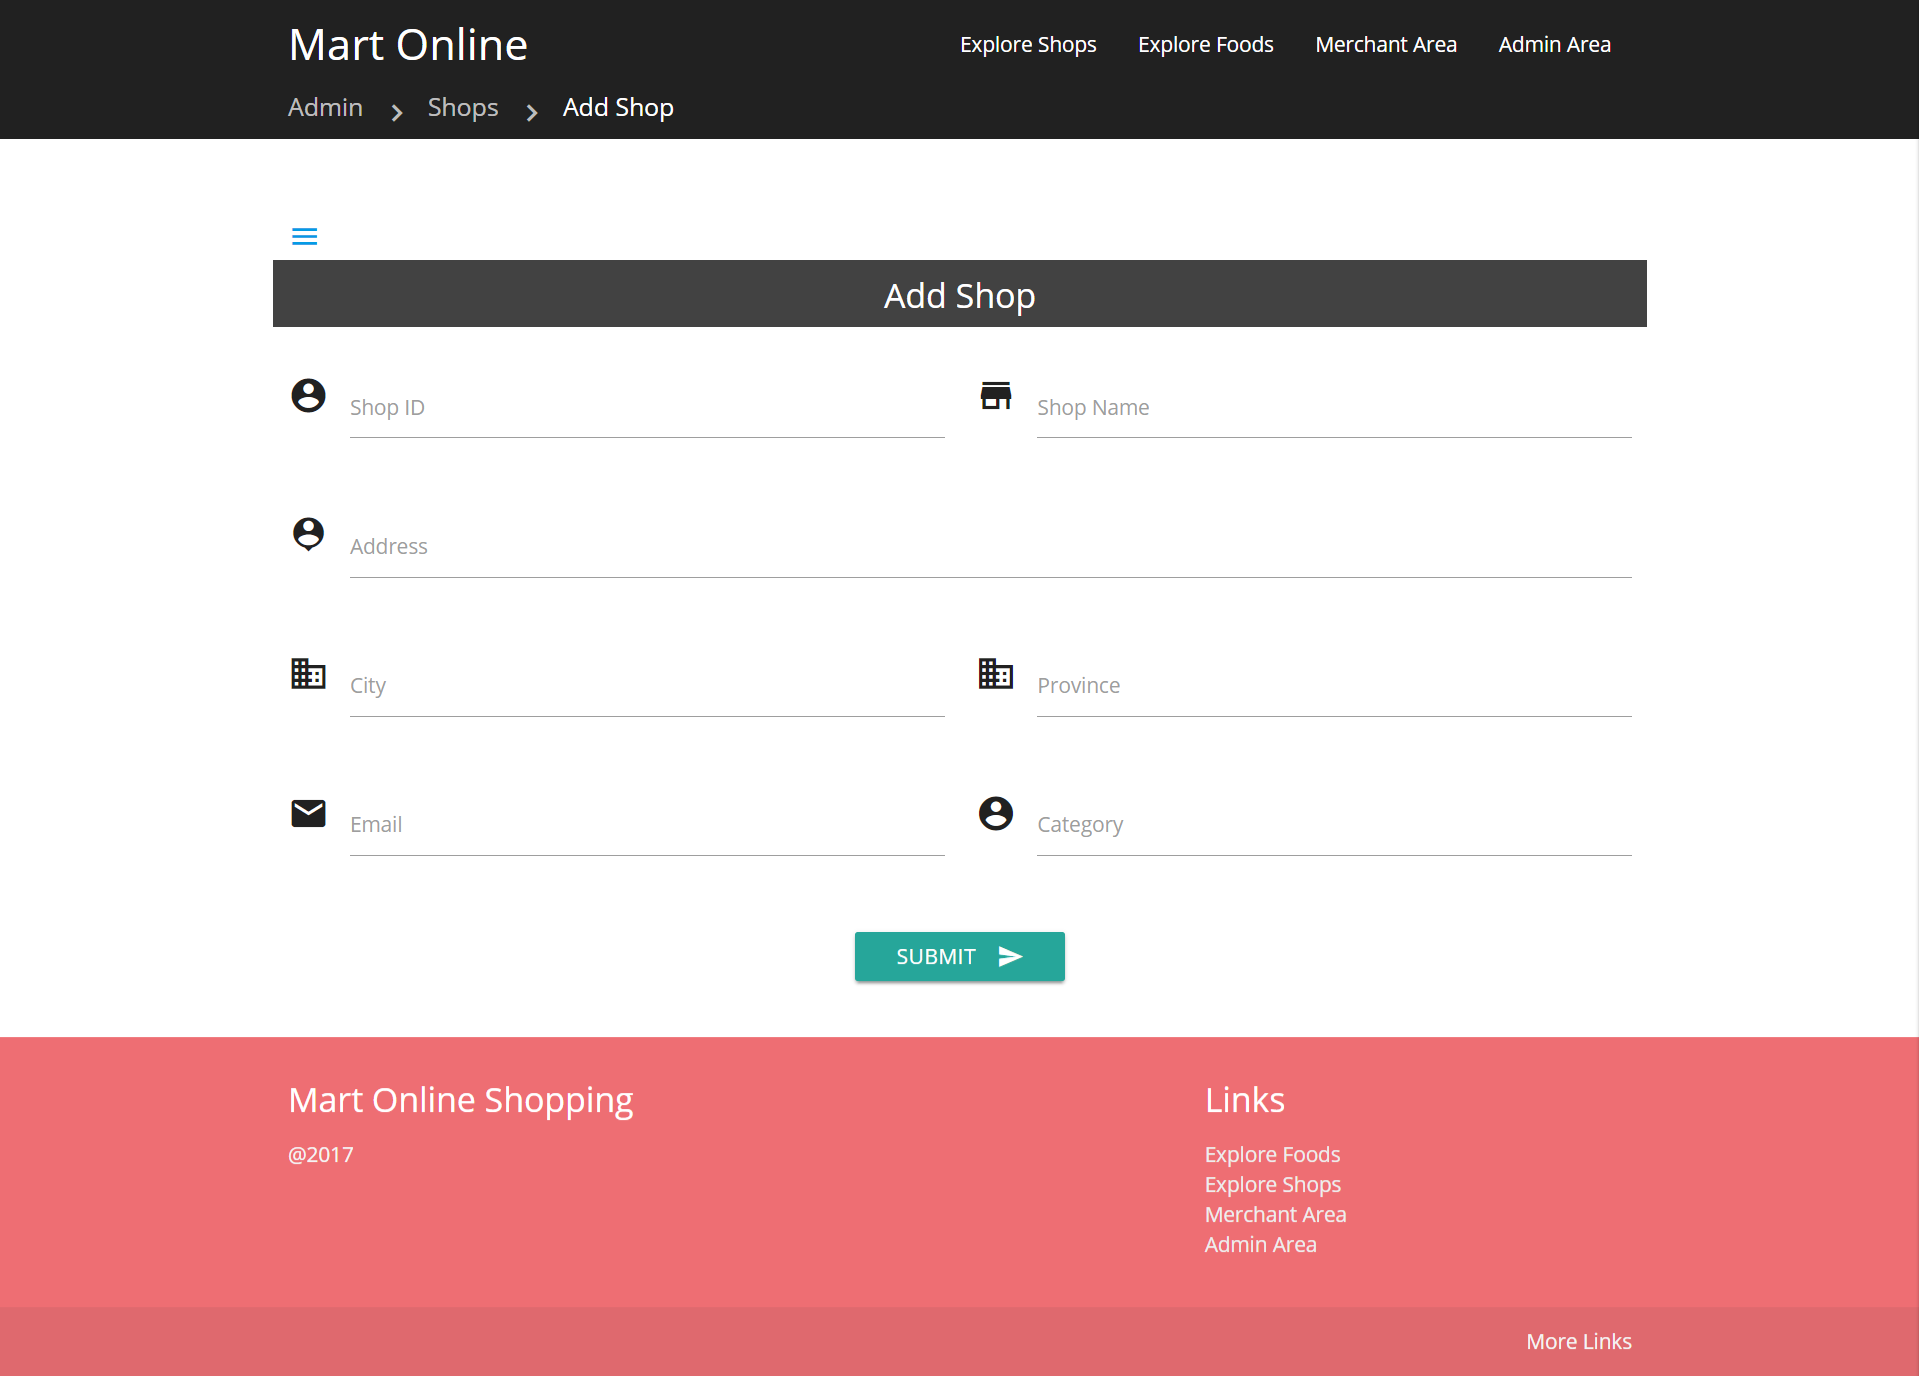 Mart Online
Explore Shops Explore Foods Merchant Area Admin Area
Admin Shops Add Shop
Add Shop
Shop ID Shop Name
Address
City Province
Email Category
SUBMIT
Mart Online Shopping
@2017
Links
Explore Foods
Explore Shops
Merchant Area
Admin Area
More Links